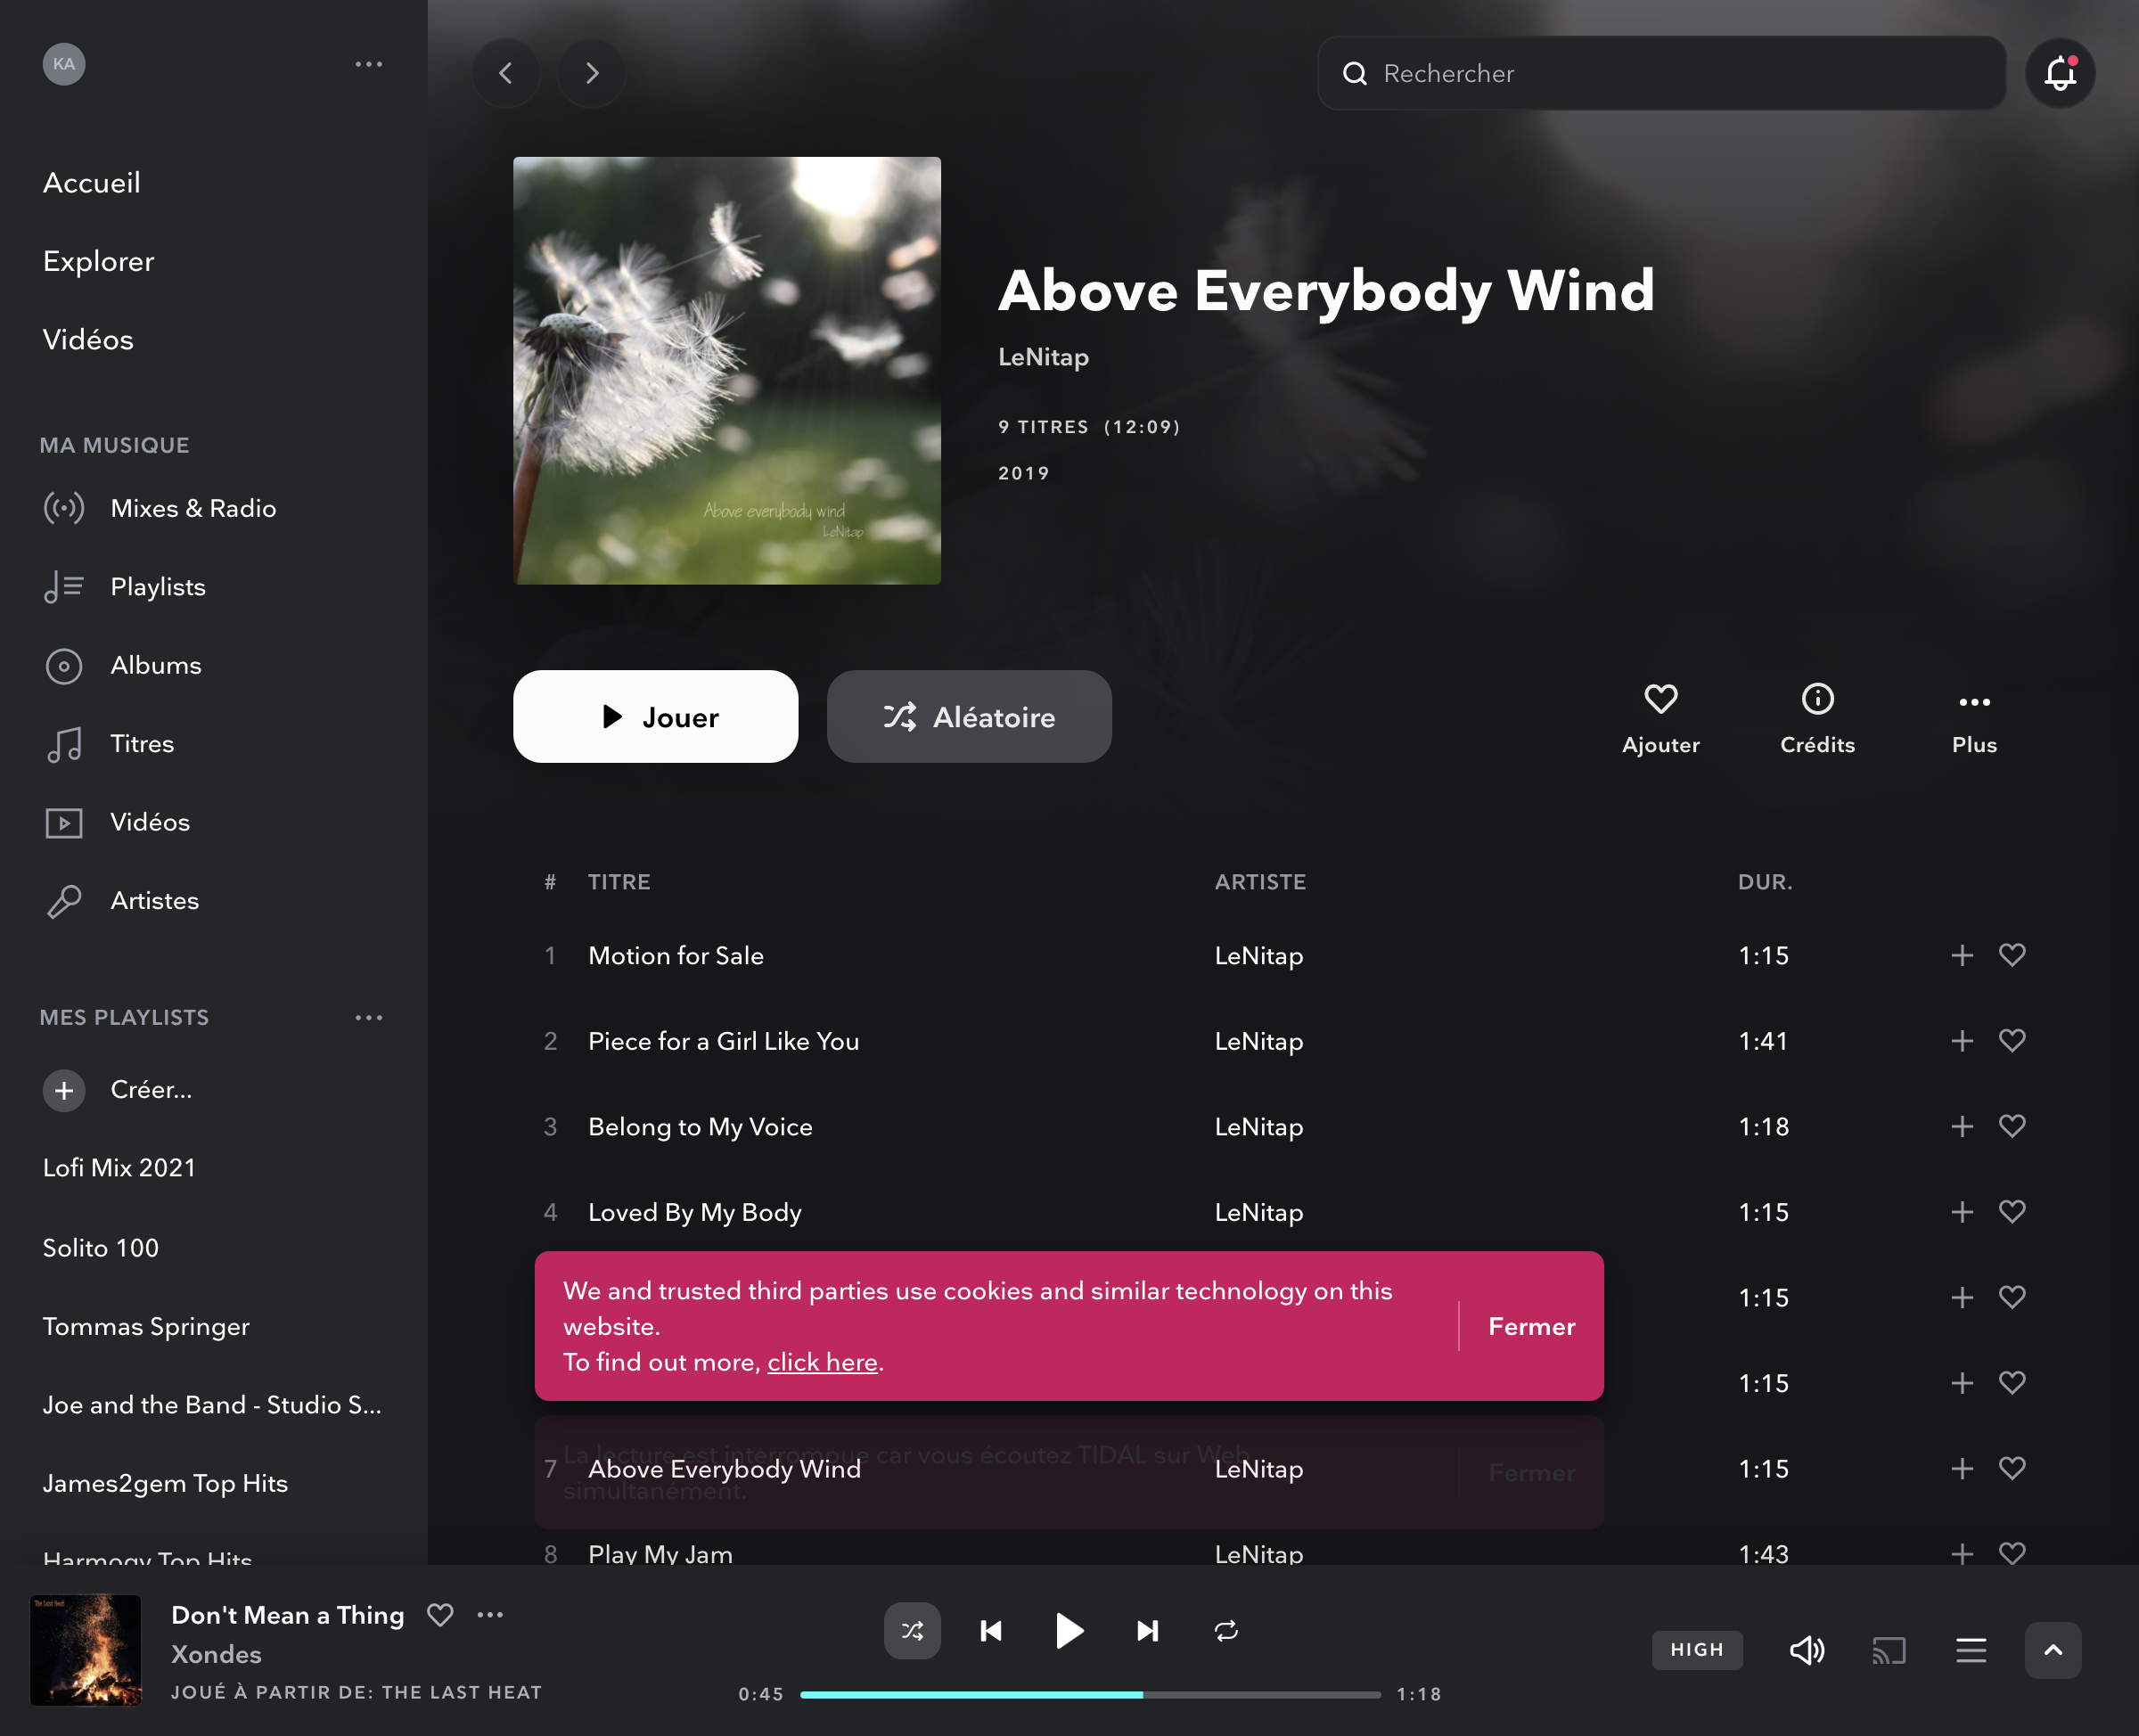 KA
Rechercher
Accueil
Explorer
Vidéos
MA MUSIQUE
Mixes & Radio
Playlists
Albums
Titres
Vidéos
Artistes
MES PLAYLISTS
Créer...
Lofi Mix 2021
Solito 100
Tommas Springer
Joe and the Band - Studio S...
James2gem Top Hits
Harmogy Top Hits
Above everybody wind
LeNitap
Above Everybody Wind
LeNitap
9 TITRES (12:09)
2019
Jouer
Aléatoire
Ajouter
Crédits
Plus
# TITRE ARTISTE DUR.
1 Motion for Sale LeNitap 1:15
2 Piece for a Girl Like You LeNitap 1:41
3 Belong to My Voice LeNitap 1:18
4 Loved By My Body LeNitap 1:15
1:15
1:15
We and trusted third parties use cookies and similar technology on this
website.
To find out more, click here.
Fermer
La lecture est interrompue car vous écoutez TIDAL sur Web
simultanément.
Fermer
7 Above Everybody Wind LeNitap 1:15
8 Play My Jam LeNitap 1:43
The Last Heat
Don't Mean a Thing
Xondes
JOUÉ À PARTIR DE: THE LAST HEAT
0:45
1:18
HIGH